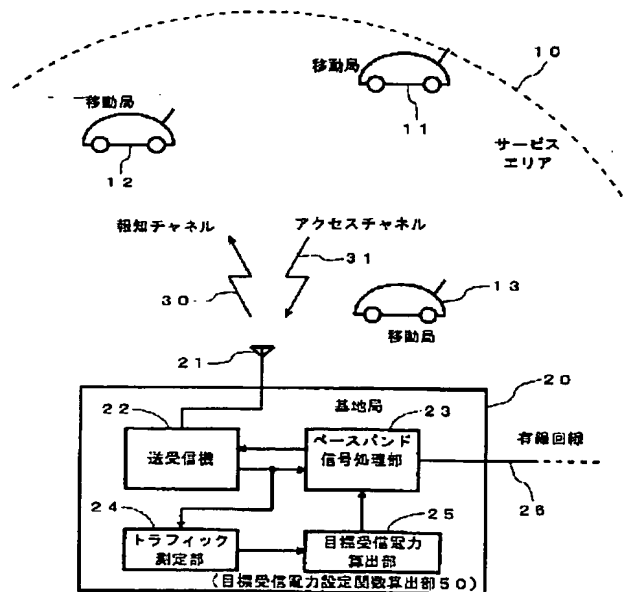 移動局
10
11
移動局
サービス
エリア
12
報知チャネル
アクセスチャネル
31
30
13
移動局
21
20
基地局
22
23
有線回線
送受信機
ベースバンド
信号処理部
26
24
25
トラフィック
測定部
目標受信電力
算出部
(目標受信電力設定関数算出部50)